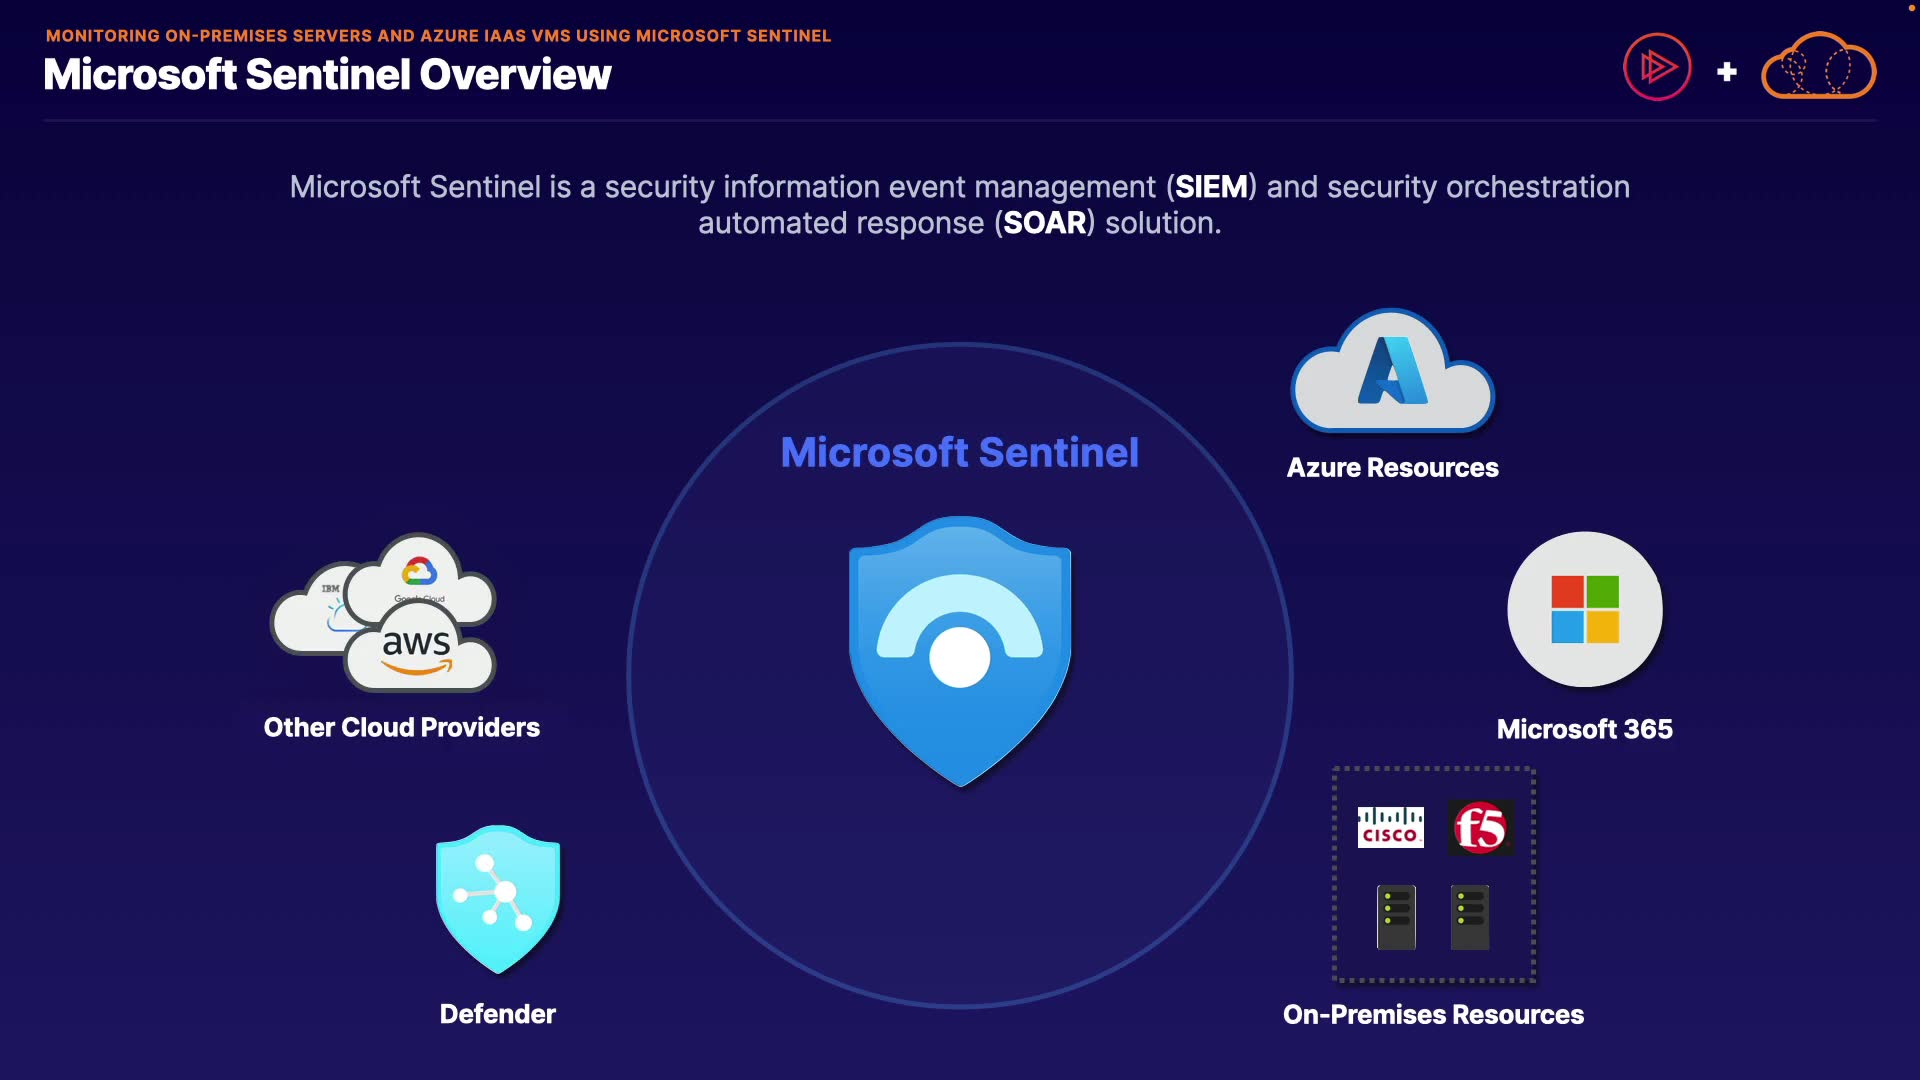 MONITORING ON-PREMISES SERVERS AND AZURE IAAS VMS USING MICROSOFT SENTINEL
Microsoft Sentinel Overview
Microsoft Sentinel is a security information event management (SIEM) and security orchestration
automated response (SOAR) solution.
Microsoft Sentinel
Azure Resources
IBM
Google Cloud
aws
Other Cloud Providers
Microsoft 365
CISCO
f5
Defender
On-Premises Resources